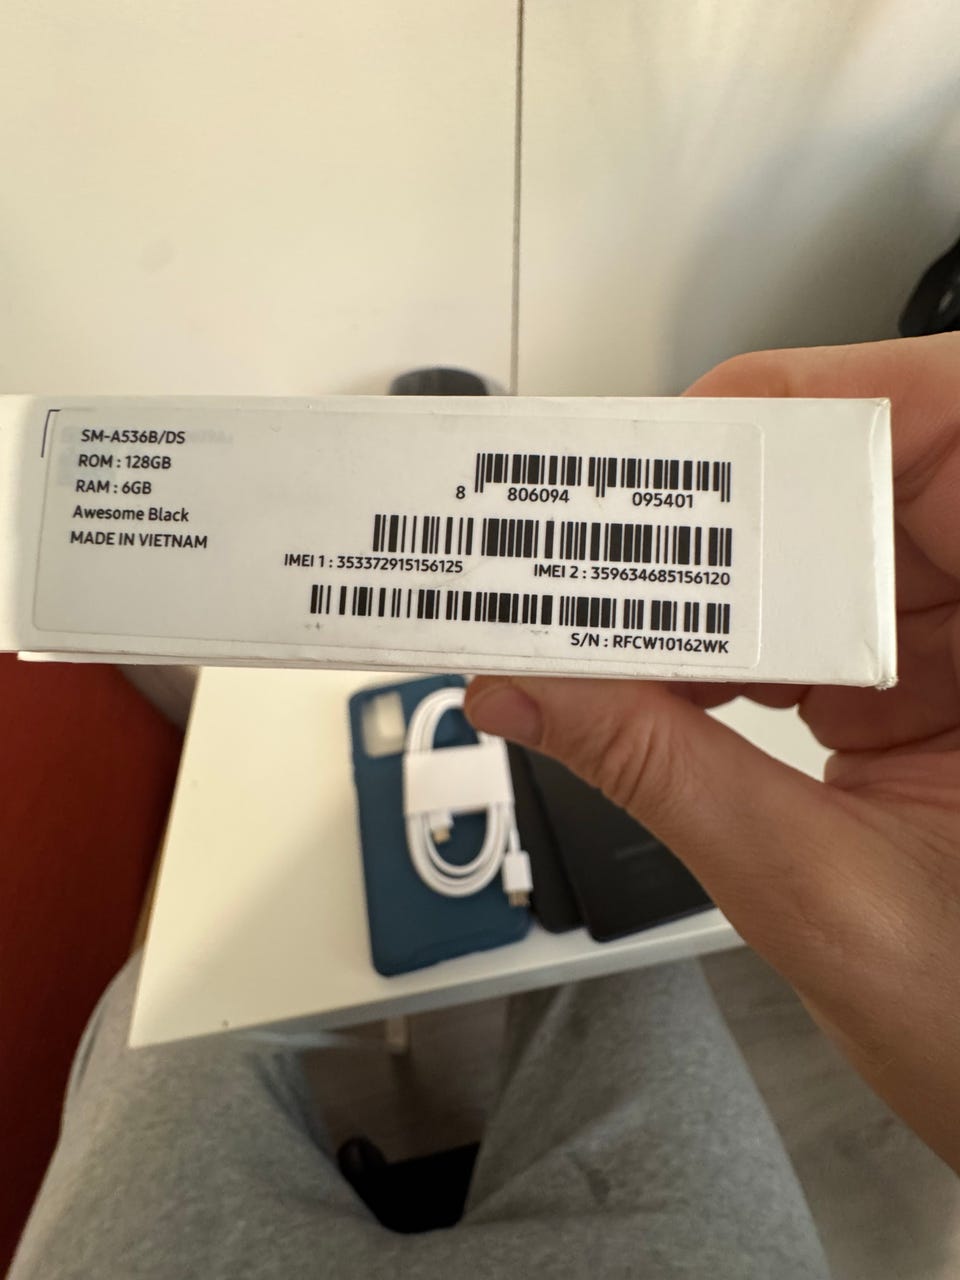 SM-A536B/DS
ROM : 128GB
RAM : 6GB
Awesome Black
MADE IN VIETNAM
8 806094 095401
IMEI 1 : 353372915156125
IMEI 2 : 359634685156120
S/N : RFCW10162WK